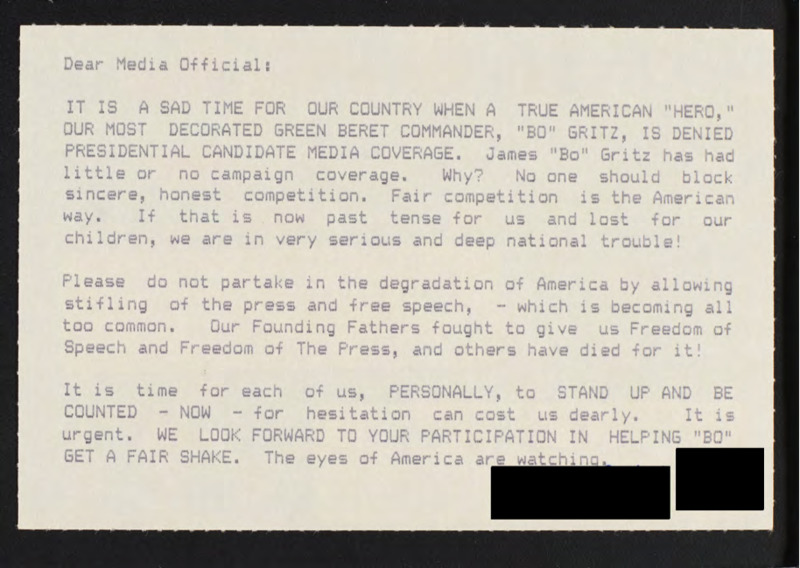 Dear Media Official:
IT IS A SAD TIME FOR OUR COUNTRY WHEN A TRUE AMERICAN "HERO,"
OUR MOST DECORATED GREEN BERET COMMANDER, "BO" GRITZ, IS DENIED
PRESIDENTIAL CANDIDATE MEDIA COVERAGE. James "Bo" Gritz has had
little or no campaign coverage. Why? No one should block
sincere, honest competition. Fair competition is the American
way. If that is now past tense for us and lost for our
children, we are in very serious and deep national trouble!
Please do not partake in the degradation of America by allowing
stifling of the press and free speech, - which is becoming all
too common. Our Founding Fathers fought to give us Freedom of
Speech and Freedom of The Press, and others have died for it!
It is time for each of us, PERSONALLY, to STAND UP AND BE
COUNTED - NOW - for hesitation can cost us dearly. It is
urgent. WE LOOK FORWARD TO YOUR PARTICIPATION IN HELPING "BO"
GET A FAIR SHAKE. The eyes of America are watching.